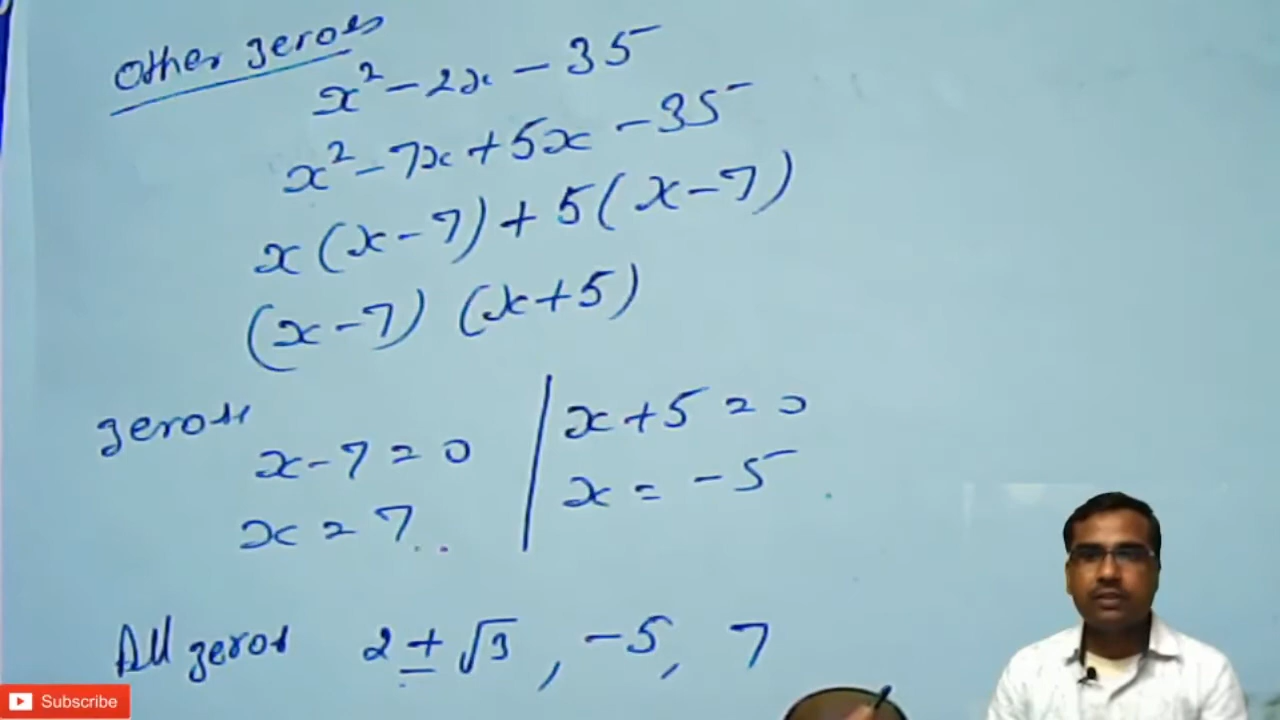 Other zeros
x² - 2x - 35
x² - 7x + 5x - 35
x(x - 7) + 5(x - 7)
(x - 7) (x + 5)
zeros
x - 7 = 0
x = 7
x + 5 = 0
x = -5
All zeros 2 ± √3, -5, 7
Subscribe